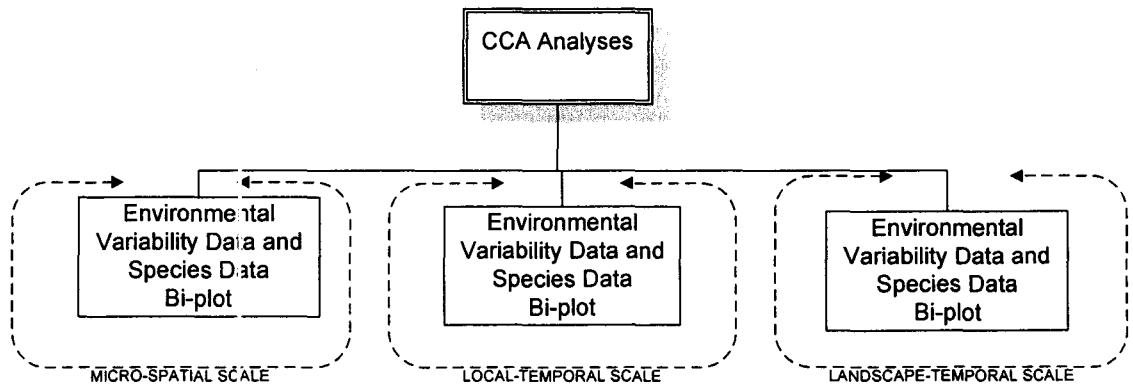 CCA Analyses
Environmental
Variability Data and
Species Data
Bi-plot
Environmental
Variability Data and
Species Data
Bi-plot
Environmental
Variability Data and
Species Data
Bi-plot
MICRO-SPATIAL SCALE
LOCAL-TEMPORAL SCALE
LANDSCAPE-TEMPORAL SCALE